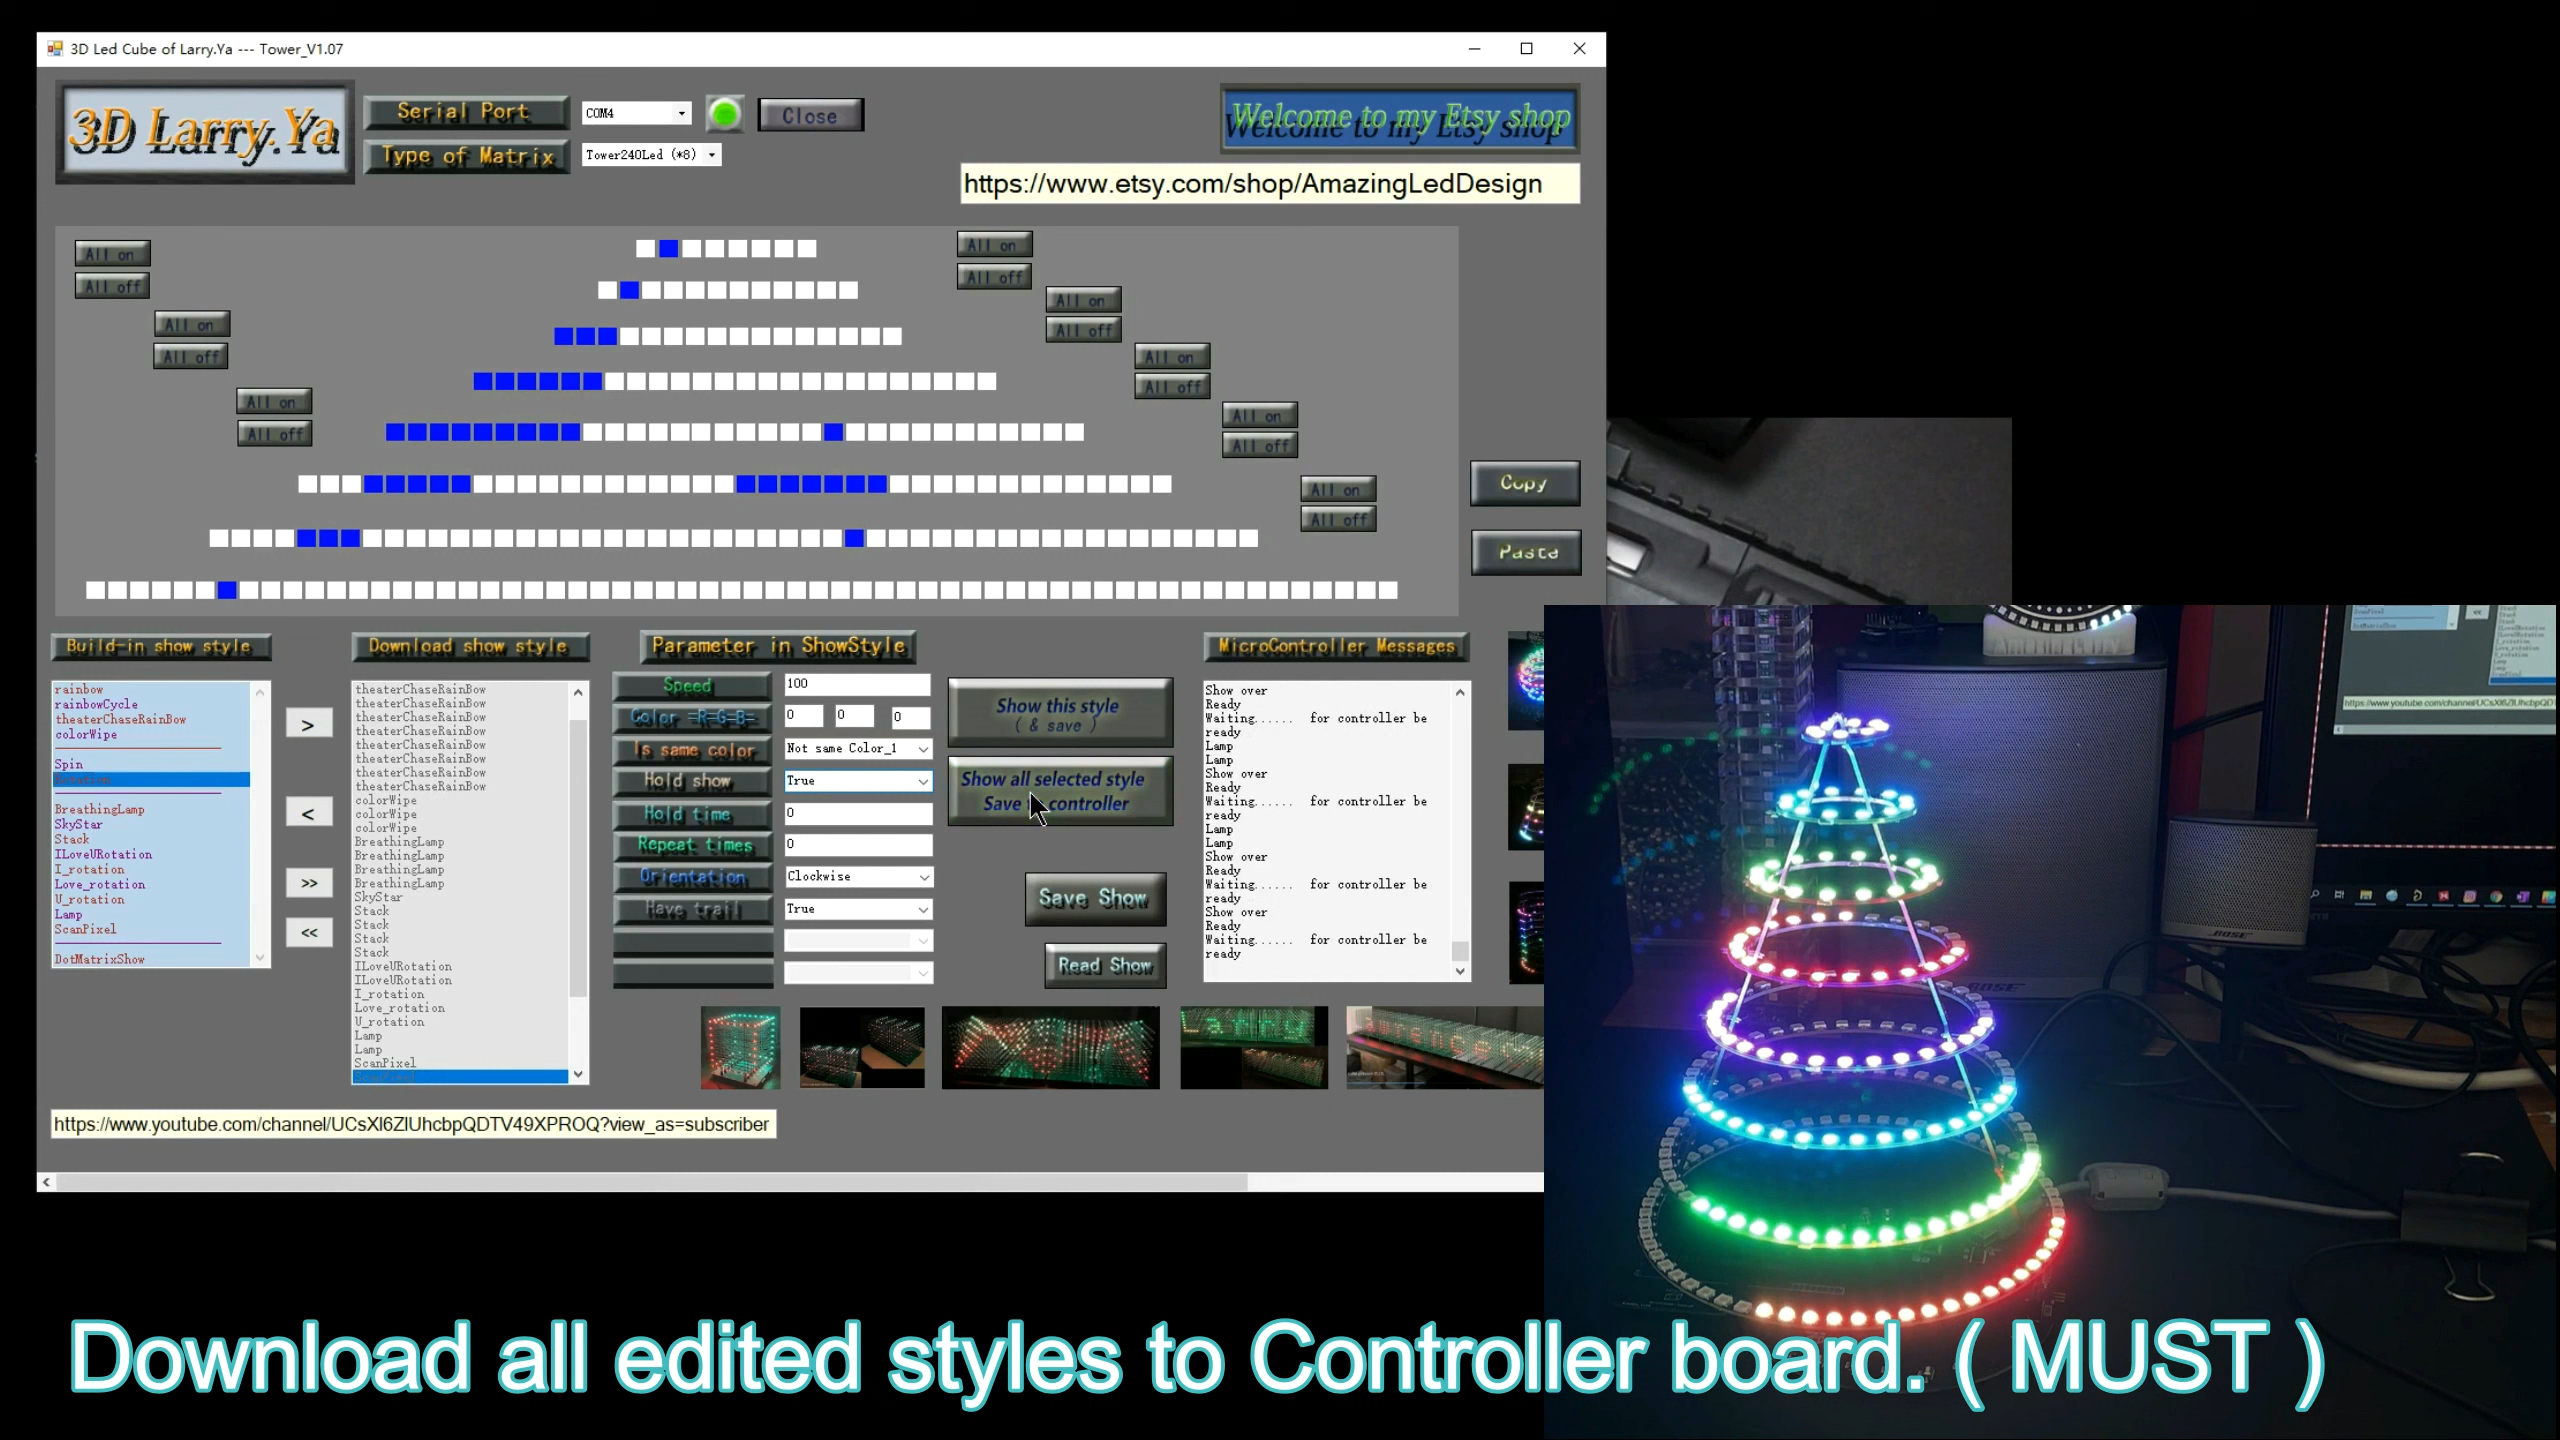 3D Led Cube of Larry.Ya --- Tower_V1.07
3D Larry.Ya
Serial Port
COM4
Close
Type of Matrix
Tower240Led (*8)
Welcome to my Etsy shop
https://www.etsy.com/shop/AmazingLedDesign
All on
All off
All on
All off
All on
All off
All on
All off
All on
All off
All on
All off
All on
All off
All on
All off
Copy
Paste
Build-in show style
rainbow
rainbowCycle
theaterChaseRainBow
colorWipe
Spin
BreathingLamp
SkyStar
Stack
ILoveURotation
I_rotation
Love_rotation
U_rotation
Lamp
ScanPixel
DotMatrixShow
>
<
>>
<<
Download show style
theaterChaseRainBow
theaterChaseRainBow
theaterChaseRainBow
theaterChaseRainBow
theaterChaseRainBow
theaterChaseRainBow
theaterChaseRainBow
theaterChaseRainBow
colorWipe
colorWipe
colorWipe
BreathingLamp
BreathingLamp
BreathingLamp
BreathingLamp
SkyStar
Stack
Stack
Stack
Stack
ILoveURotation
ILoveURotation
I_rotation
Love_rotation
U_rotation
Lamp
Lamp
ScanPixel
Parameter in ShowStyle
Speed
100
Color =R=G=B=
0
0
0
Is same color
Not same Color_1
Hold show
True
Hold time
0
Repeat times
0
Orientation
Clockwise
Have trail
True
Show this style
( & save )
Show all selected style
Save to controller
Save Show
Read Show
MicroController Messages
Show over
Ready
Waiting...... for controller be
ready
Lamp
Lamp
Show over
Ready
Waiting...... for controller be
ready
Lamp
Lamp
Show over
Ready
Waiting...... for controller be
ready
Show over
Ready
Waiting...... for controller be
ready
BOSE
BOSE
https://www.youtube.com/channel/UCsXl6ZlUhcbpQDTV49XPROQ?view_as=subscriber
Download all edited styles to Controller board. ( MUST )